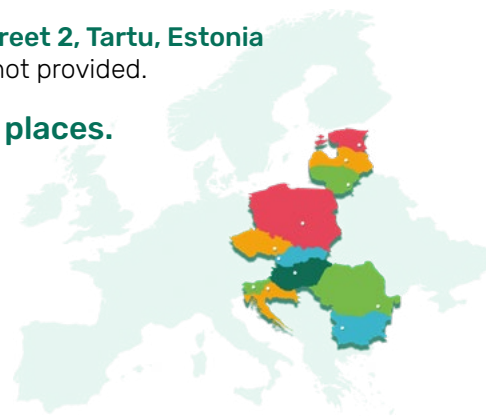 reet 2, Tartu, Estonia
not provided.
places.